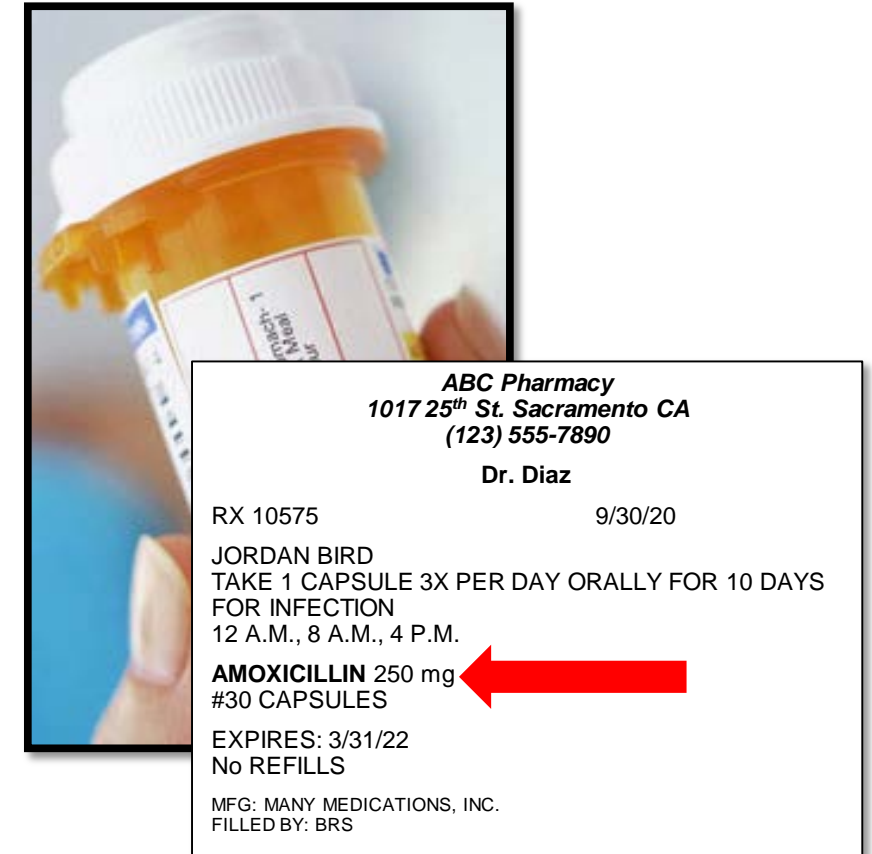 Meal
ABC Pharmacy
1017 25th St. Sacramento CA
(123) 555-7890
Dr. Diaz
RX 10575 9/30/20
JORDAN BIRD
TAKE 1 CAPSULE 3X PER DAY ORALLY FOR 10 DAYS
FOR INFECTION
12 A.M., 8 A.M., 4 P.M.
AMOXICILLIN 250 mg
#30 CAPSULES
EXPIRES: 3/31/22
No REFILLS
MFG: MANY MEDICATIONS, INC.
FILLED BY: BRS